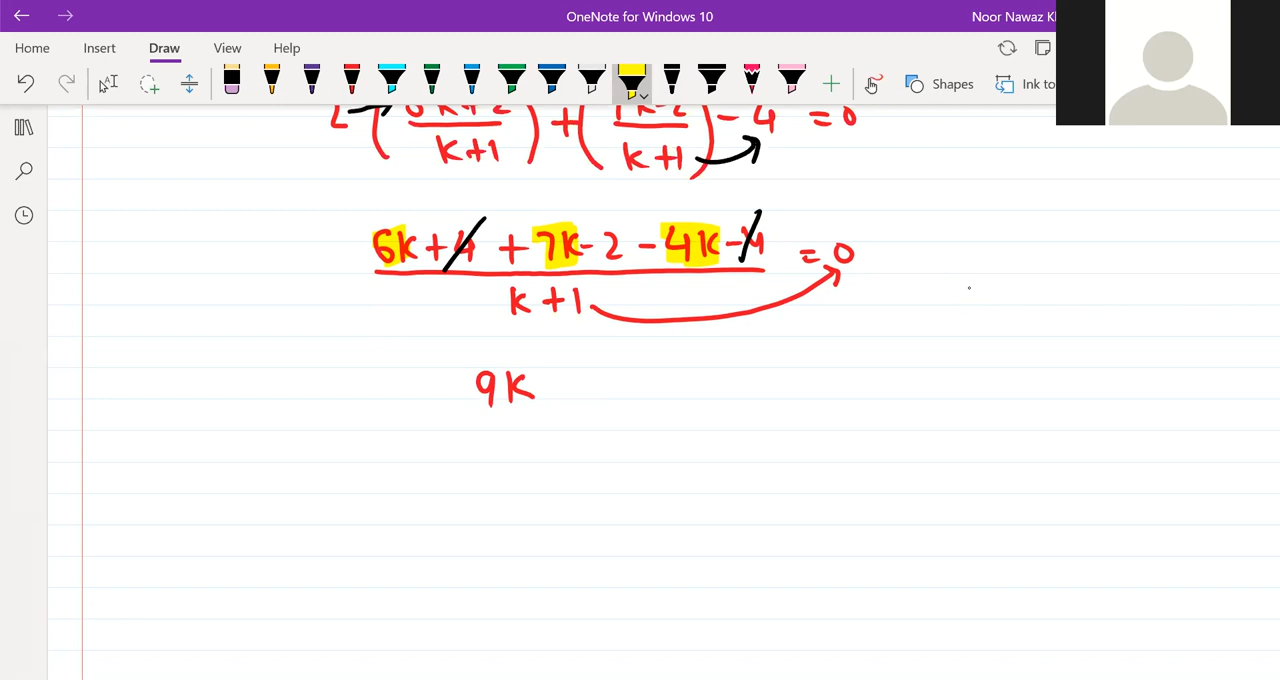 OneNote for Windows 10
Noor Nawaz
Home Insert Draw View Help
Shapes
Ink to
- 4 = 0
k+1 + k+1
6k+4 + 7k-2 - 4k-4 = 0
k+1
9k